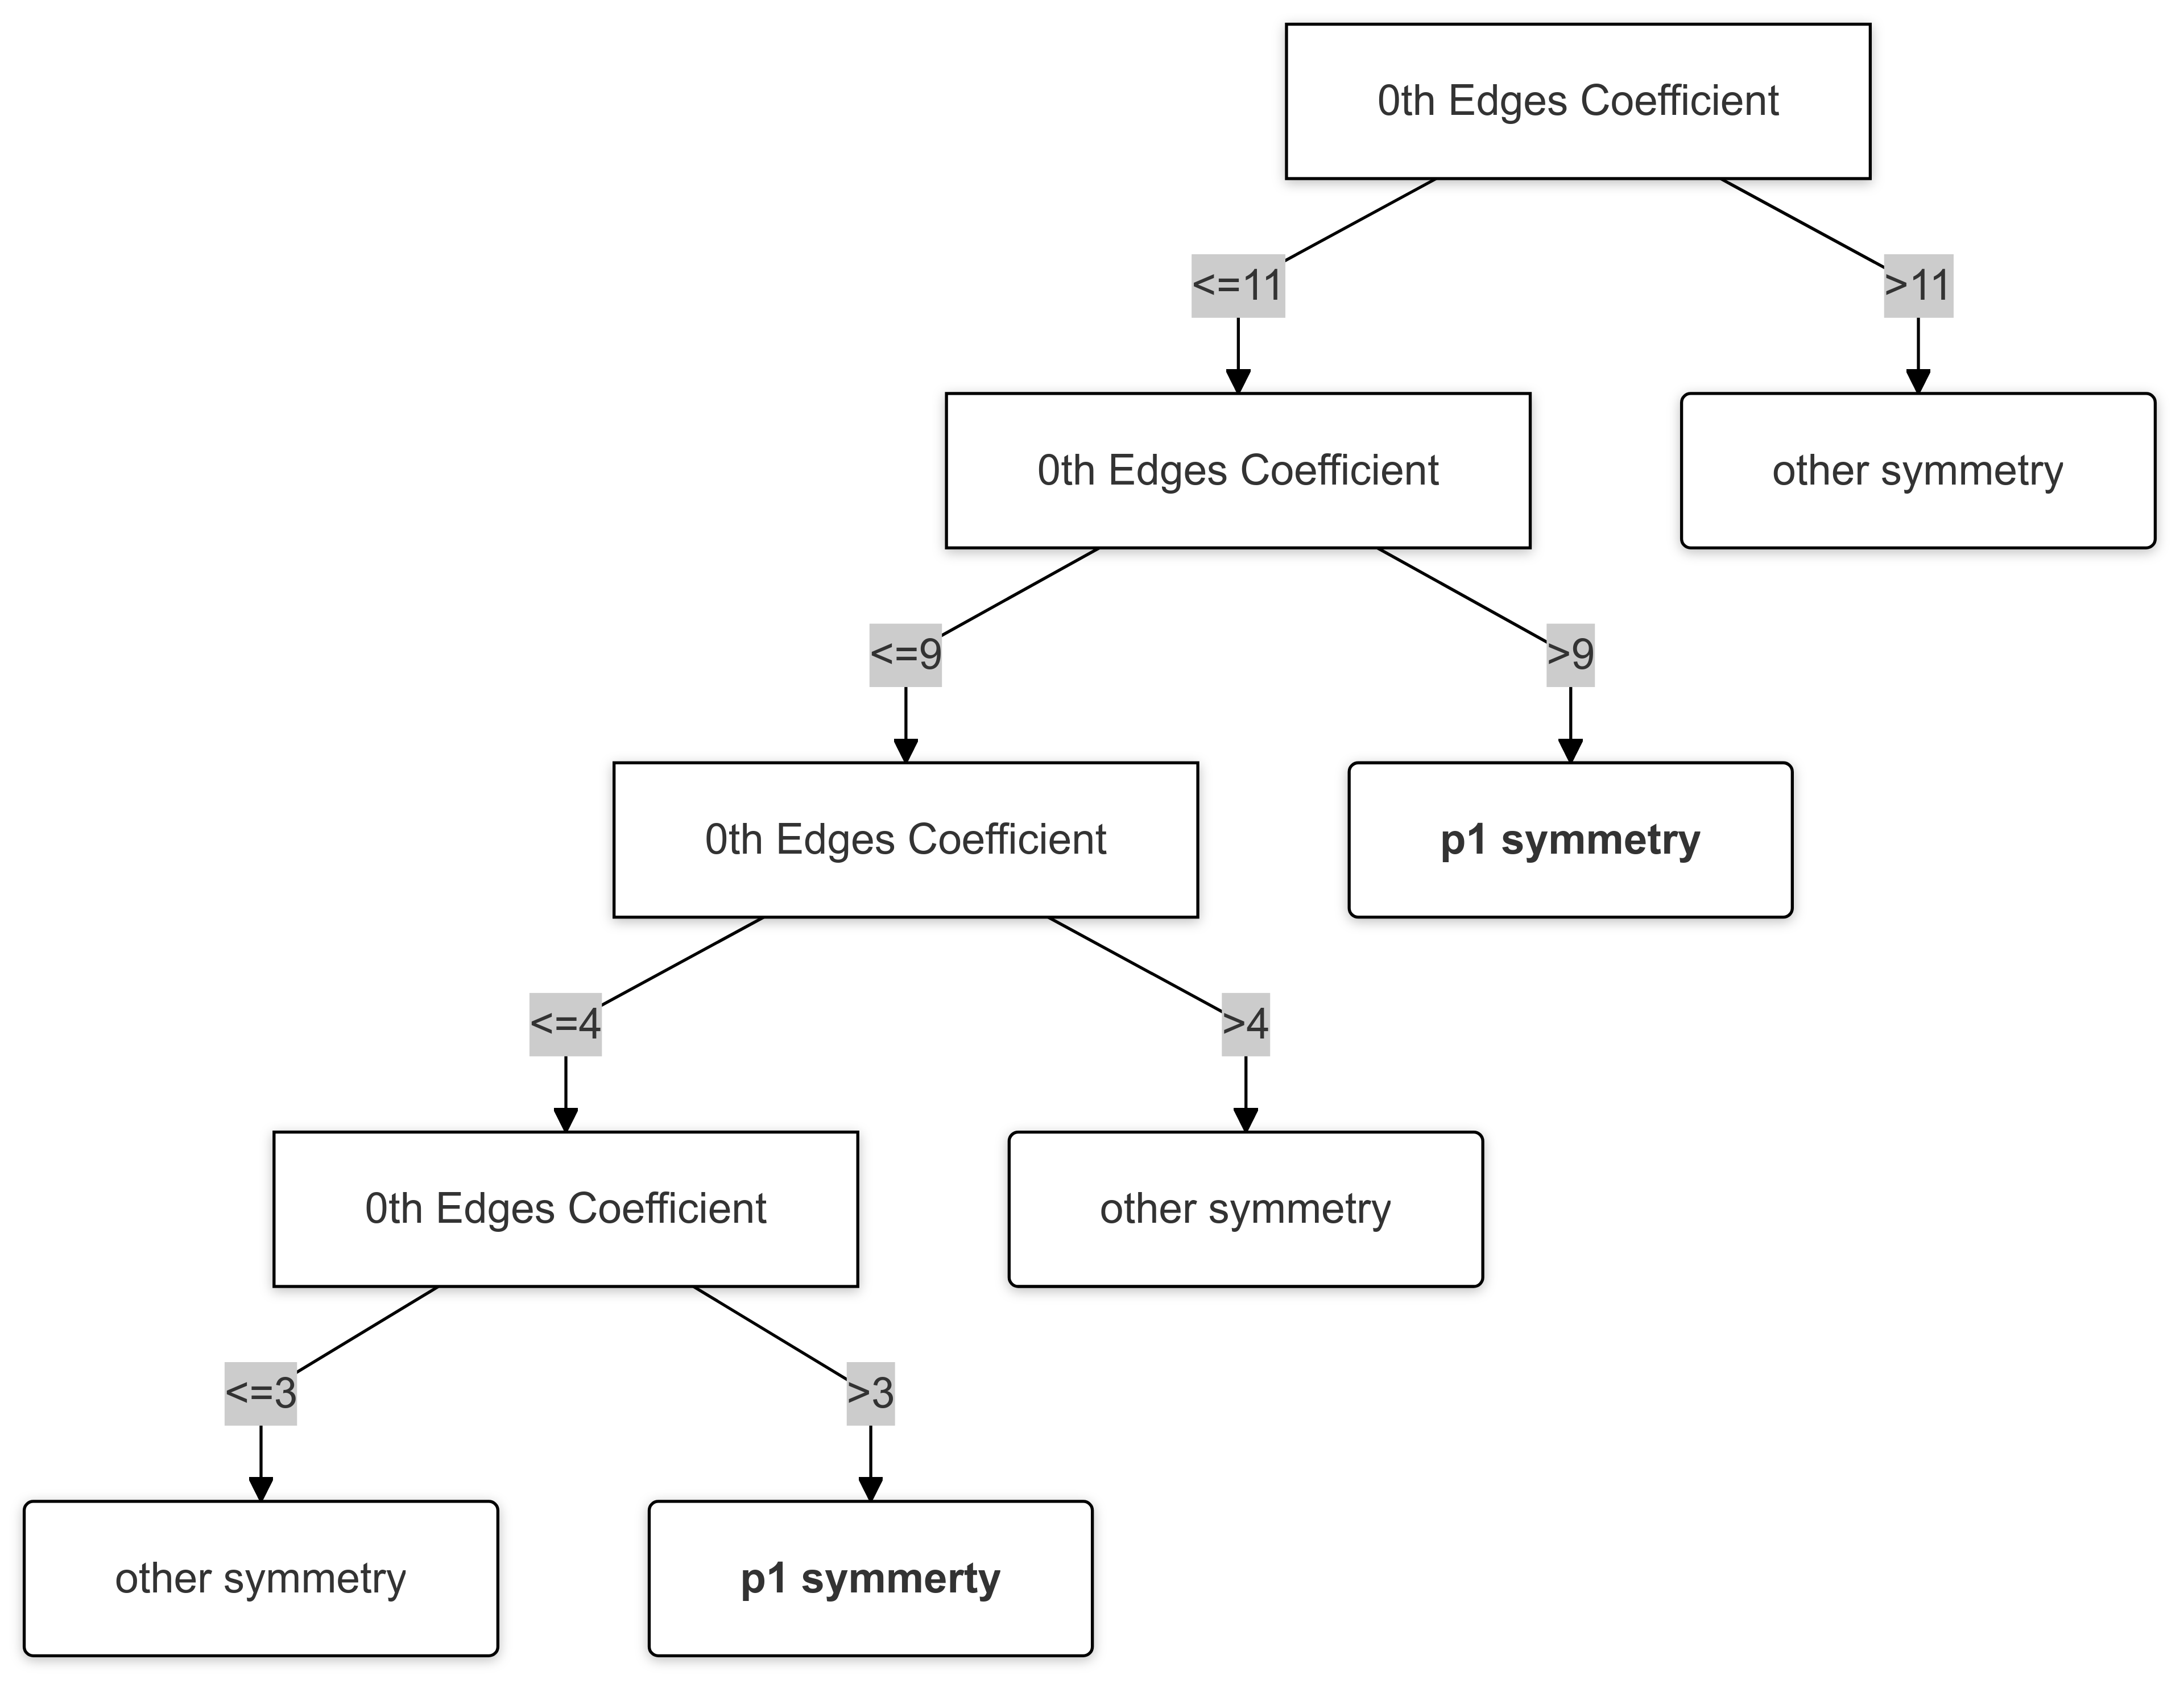 0th Edges Coefficient
<=11
>11
0th Edges Coefficient
other symmetry
<=9
>9
0th Edges Coefficient
p1 symmetry
<=4
>4
0th Edges Coefficient
other symmetry
<=3
>3
other symmetry
p1 symmerty